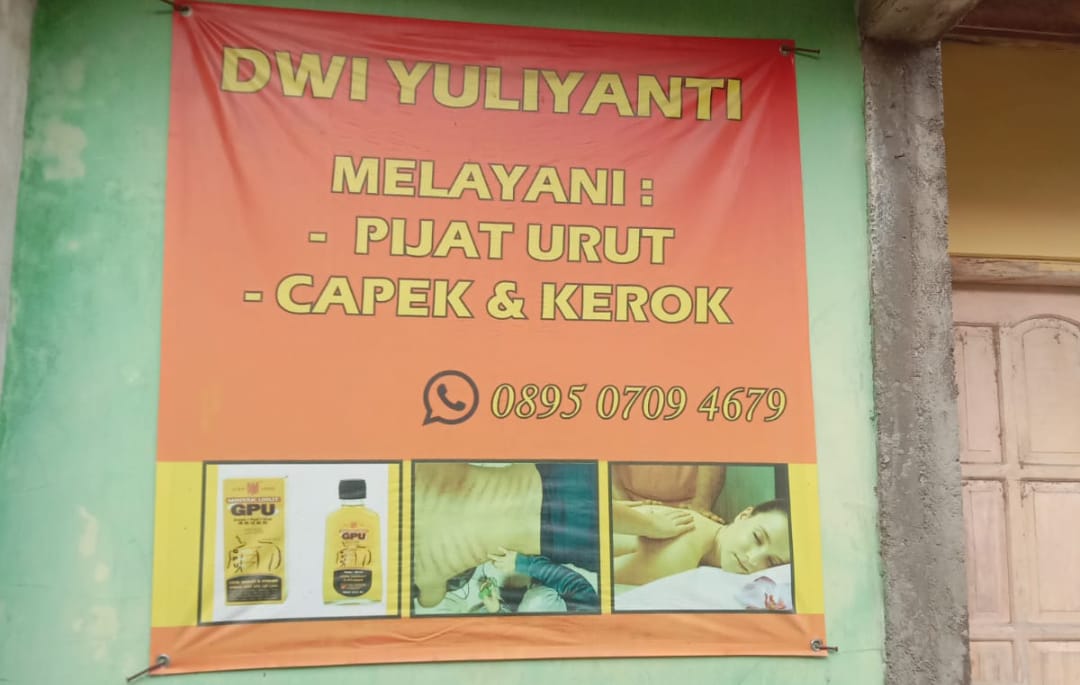 DWI YULIYANTI
MELAYANI :
- PIJAT URUT
- CAPEK & KEROK
0895 0709 4679
GPU
GPU